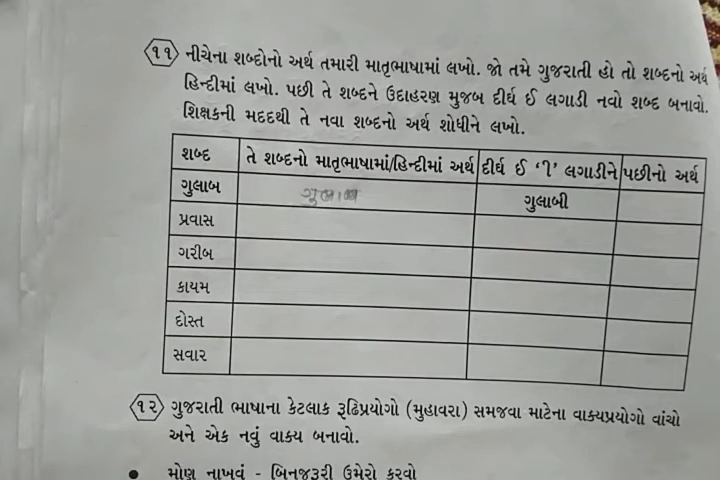 ૧૧ નીચેના શબ્દોનો અર્થ તમારી માતૃભાષામાં લખો. જો તમે ગુજરાતી હો તો શબ્દનો અર્થ
હિન્દીમાં લખો. પછી તે શબ્દને ઉદાહરણ મુજબ દીર્ઘ ઈ લગાડી નવો શબ્દ બનાવો.
શિક્ષકની મદદથી તે નવા શબ્દનો અર્થ શોધીને લખો.
શબ્દ તે શબ્દનો માતૃભાષામાં/હિન્દીમાં અર્થ દીર્ઘ ઈ ‘ી’ લગાડીને પછીનો અર્થ
ગુલાબ ગુલાબ ગુલાબી
પ્રવાસ
ગરીબ
કાયમ
દોસ્ત
સવાર
૧૨ ગુજરાતી ભાષાના કેટલાક રૂઢિપ્રયોગો (મુહાવરા) સમજવા માટેના વાક્યપ્રયોગો વાંચો
અને એક નવું વાક્ય બનાવો.
• મોણ નાખવું - બિનજરૂરી ઉમેરો કરવો